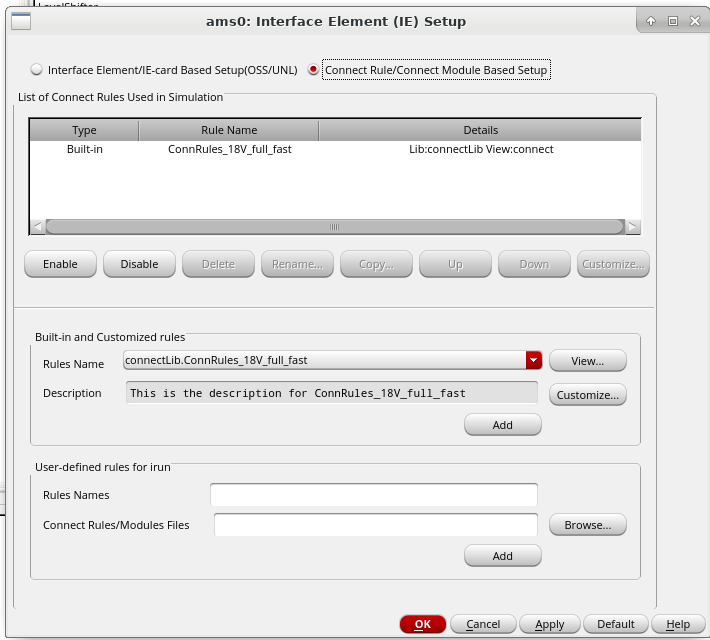 ams0: Interface Element (IE) Setup
Interface Element/IE-card Based Setup(OSS/UNL) Connect Rule/Connect Module Based Setup
List of Connect Rules Used in Simulation
Type Rule Name Details
Built-in ConnRules_18V_full_fast Lib:connectLib View:connect
Enable Disable Delete Rename... Copy... Up Down Customize...
Built-in and Customized rules
Rules Name connectLib.ConnRules_18V_full_fast View...
Description This is the description for ConnRules_18V_full_fast Customize...
Add
User-defined rules for irun
Rules Names
Connect Rules/Modules Files Browse...
Add
OK Cancel Apply Default Help